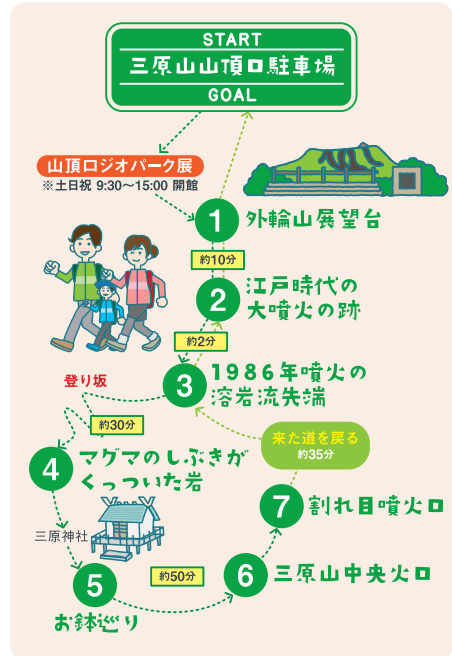 START
三原山山頂口駐車場
GOAL
山頂口ジオパーク展
※土日祝 9:30〜15:00 開館
1 外輪山展望台
約10分
2 江戸時代の
大噴火の跡
約2分
3 1986年噴火の
溶岩流先端
登り坂
約30分
来た道を戻る
約35分
4 マグマのしぶきが
くっついた岩
三原神社
7 割れ目噴火口
5 お鉢巡り
約50分
6 三原山中央火口